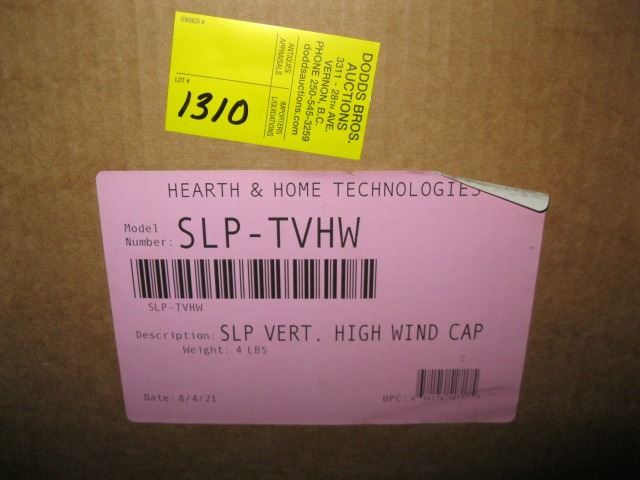 OWNER #
LOT #
1310
ANTIQUES
APPRAISALS
IMPORTERS
LIQUIDATIONS
DODDS BROS.
AUCTIONS
3311 - 28TH AVE.
VERNON, B.C.
PHONE 250-545-3259
doddsauctions.com
HEARTH & HOME TECHNOLOGIES
Model
Number: SLP-TVHW
SLP-TVHW
Description: SLP VERT. HIGH WIND CAP
Weight: 4 LBS
Date: 8/4/21
UPC: